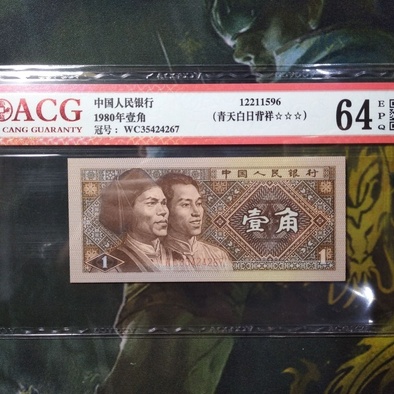 ACG
CANG GUARANTY
中国人民银行
1980年壹角
冠号：WC35424267
12211596
(青天白日背祥☆☆☆)
64
E
P
Q
中国人民银行
壹角
1
1